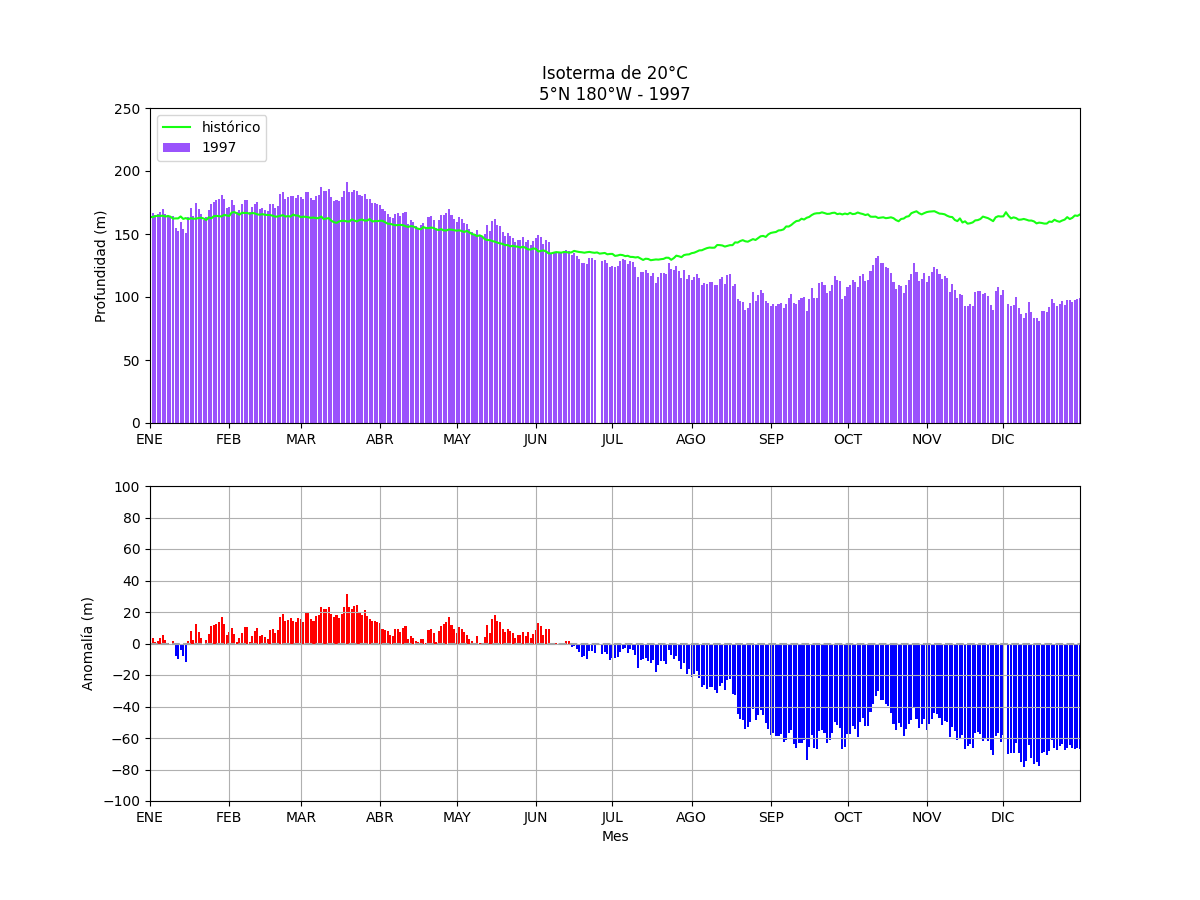 Isoterma de 20°C
5°N 180°W - 1997
250
200
150
100
50
0
Profundidad (m)
histórico
1997
ENE FEB MAR ABR MAY JUN JUL AGO SEP OCT NOV DIC
100
80
60
40
20
0
−20
−40
−60
−80
−100
Anomalía (m)
ENE FEB MAR ABR MAY JUN JUL AGO SEP OCT NOV DIC
Mes